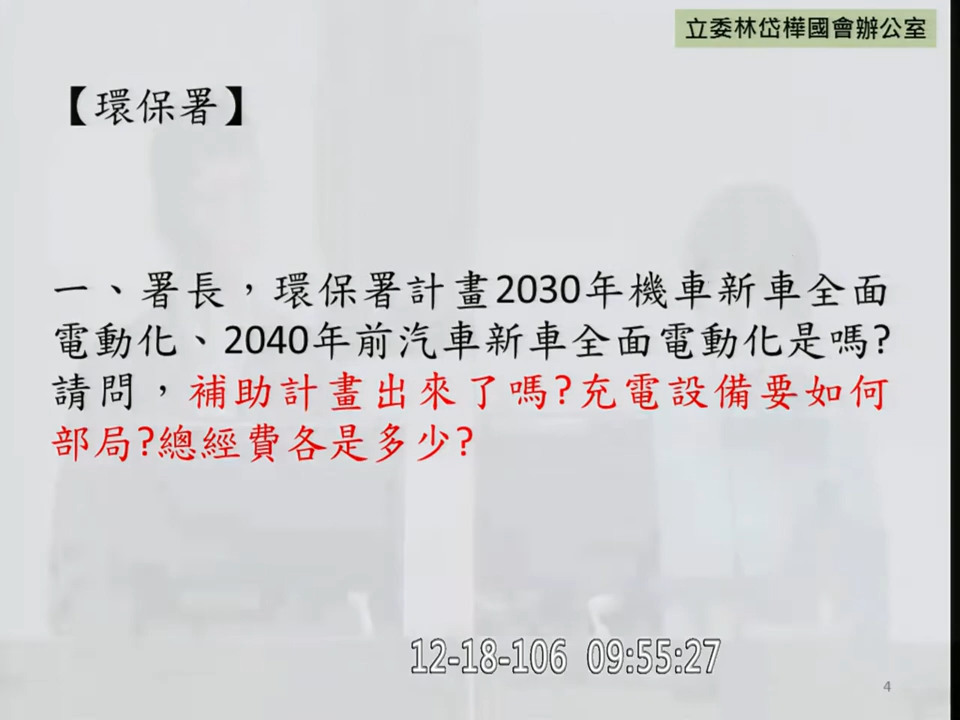 立委林岱樺國會辦公室
【環保署】
一、署長，環保署計畫2030年機車新車全面
電動化、2040年前汽車新車全面電動化是嗎?
請問，補助計畫出來了嗎?充電設備要如何
部局?總經費各是多少?
12-18-106 09:55:27
4